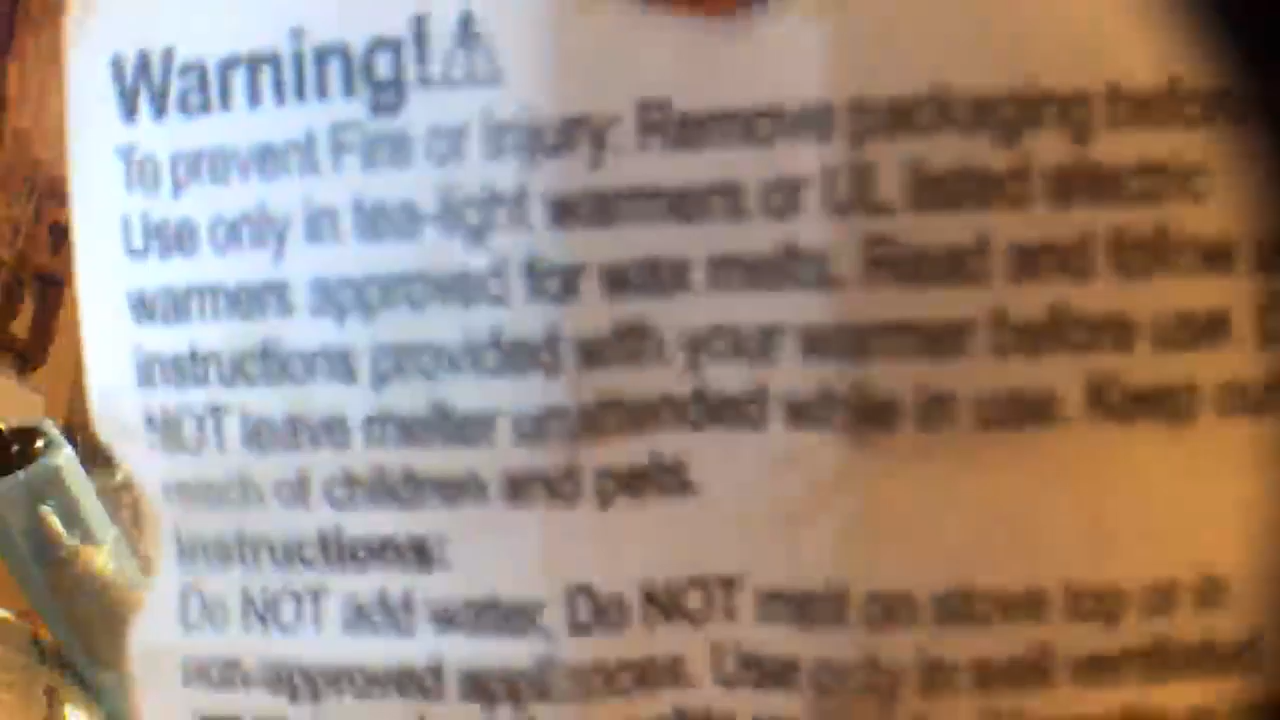 Warning!⚠
To prevent Fire or Injury: Remove packaging before
Use only in tea-light warmers or UL listed electric
warmers approved for wax melts. Read and follow
instructions provided with your warmer before use.
NOT leave melter unattended while in use. Keep out
reach of children and pets.
Instructions:
Do NOT add water. Do NOT melt on stove top or in
non-approved appliances. Use only in well ventilated